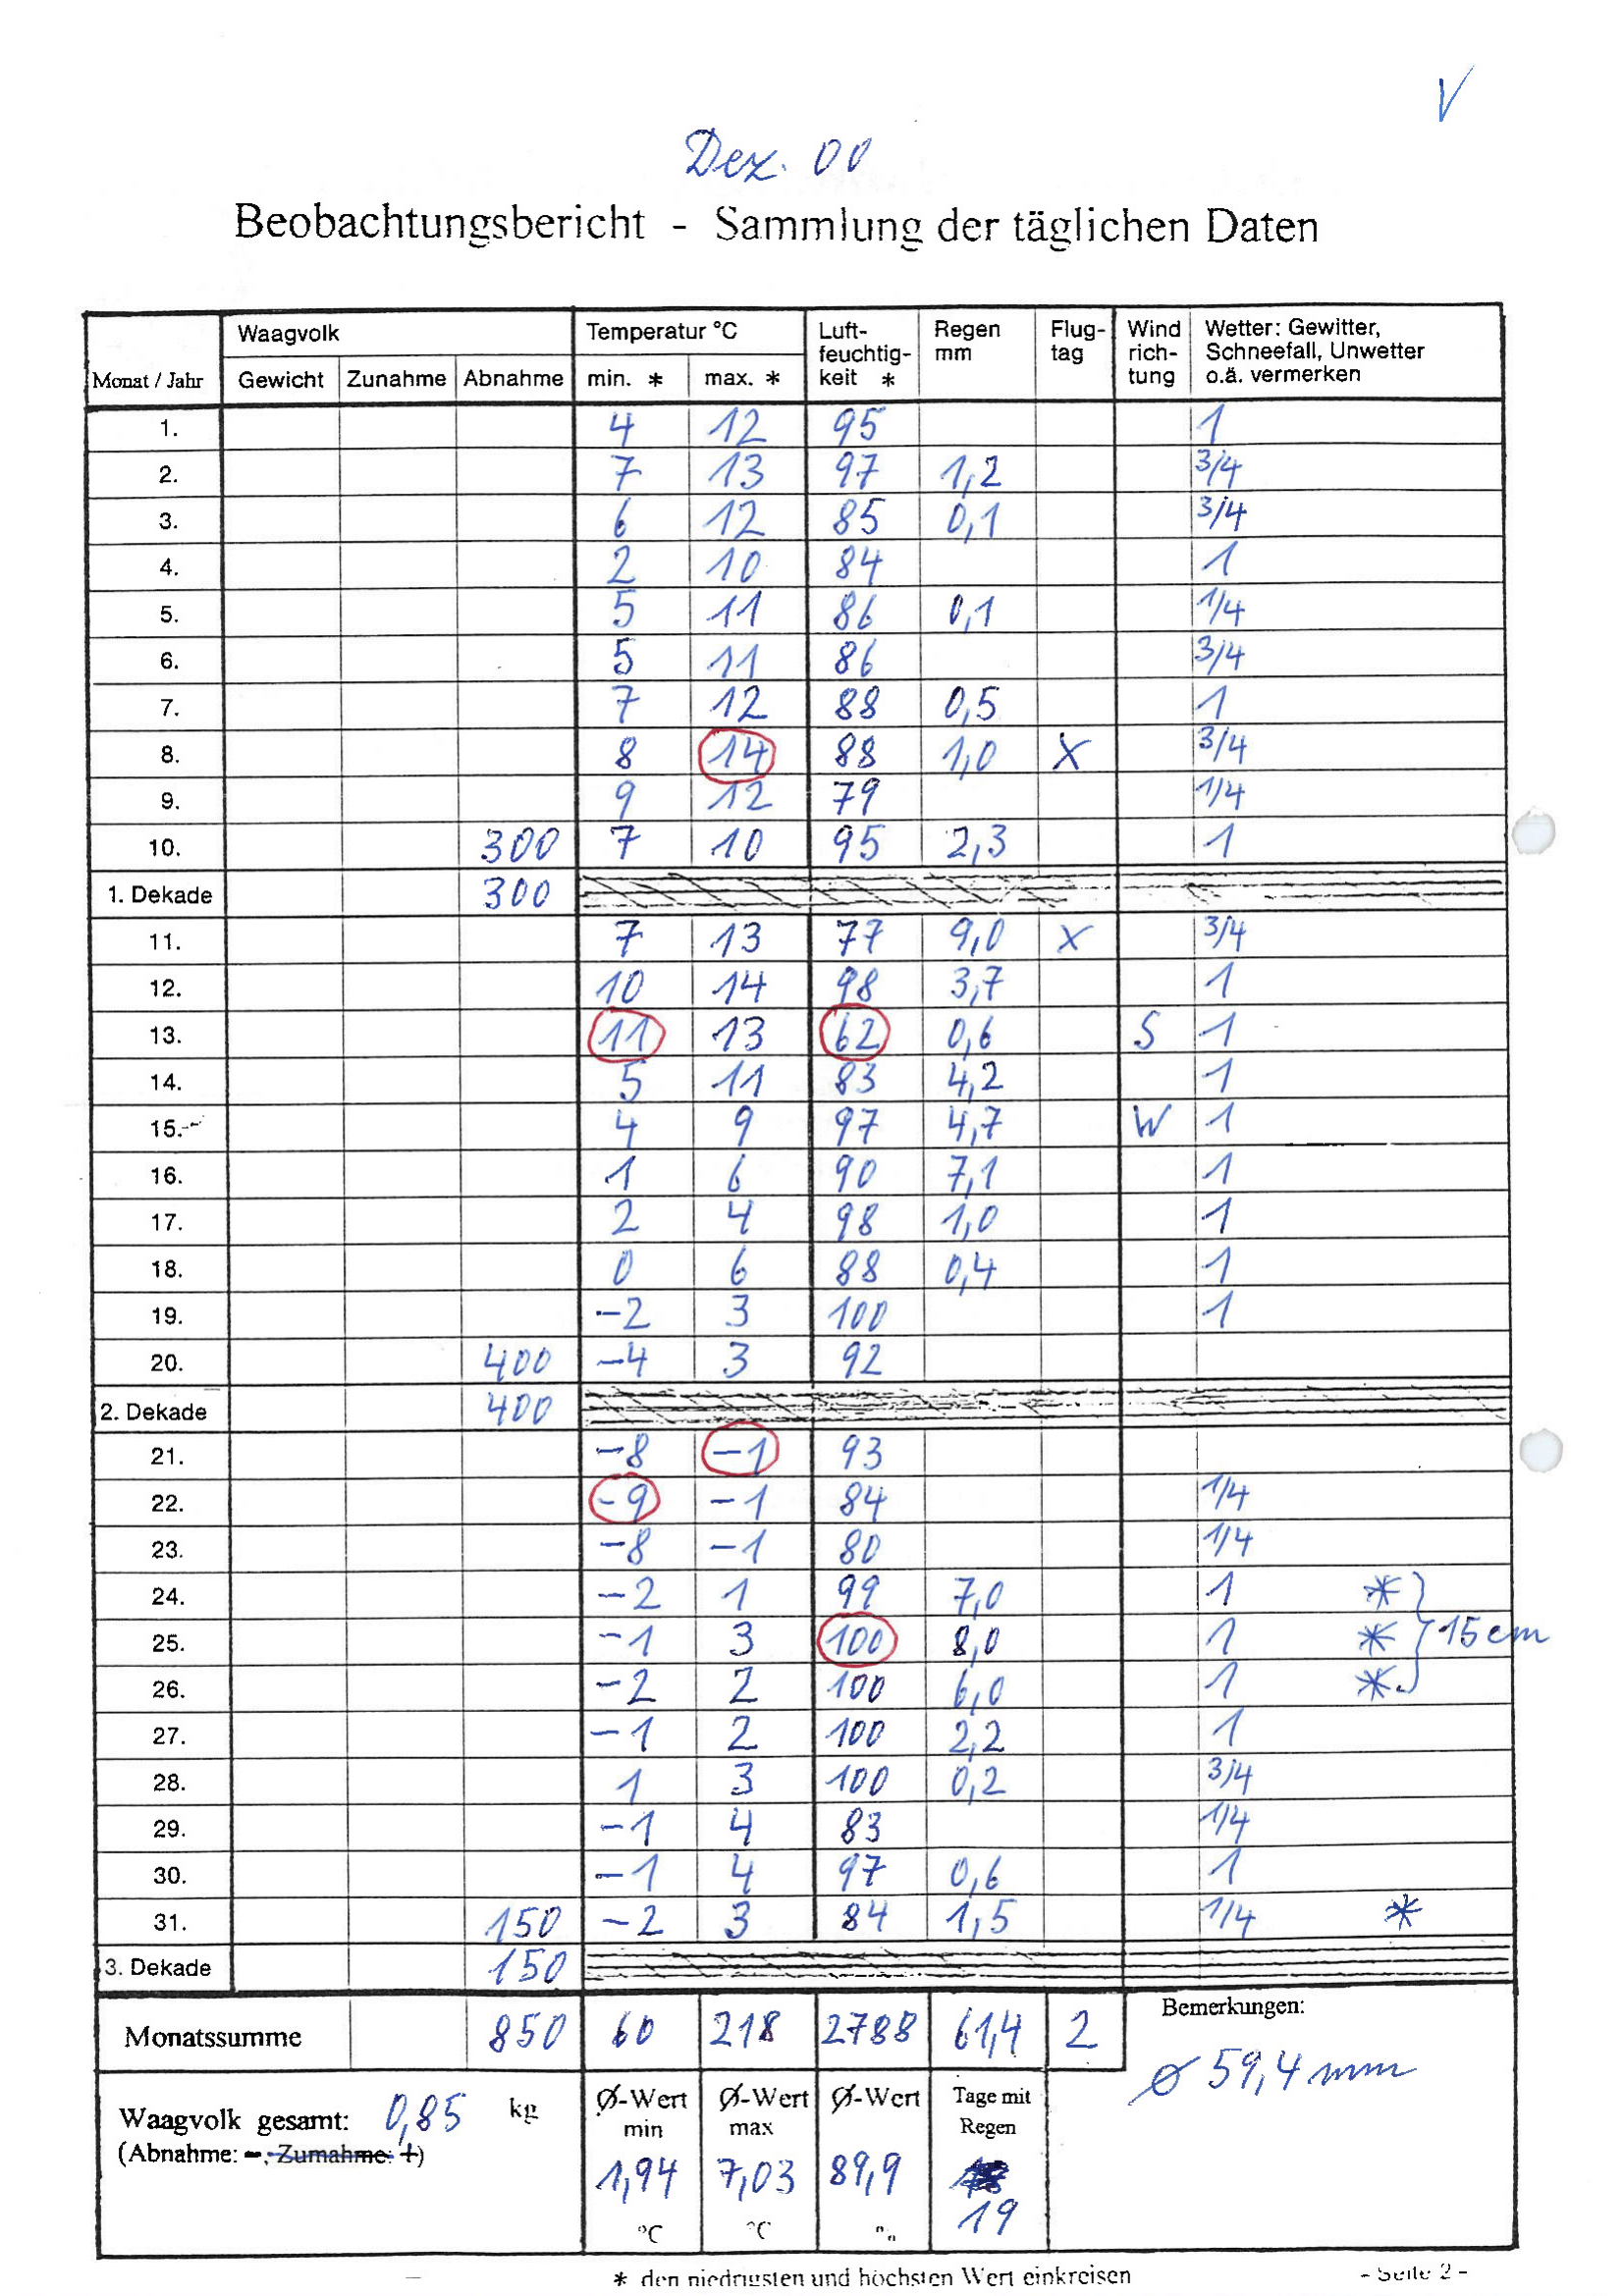 V
Dez. 00
Beobachtungsbericht - Sammlung der täglichen Daten
Monat / Jahr | Waagvolk | Temperatur °C | Luft-feuchtig-keit * | Regen mm | Flug-tag | Wind rich-tung | Wetter: Gewitter, Schneefall, Unwetter o.ä. vermerken
Gewicht Zunahme Abnahme min. * max. *
1. 4 12 95 1
2. 7 13 97 1,2 3/4
3. 6 12 85 0,1 3/4
4. 2 10 84 1
5. 5 11 86 0,1 1/4
6. 5 11 86 3/4
7. 7 12 88 0,5 1
8. 8 14 88 1,0 X 3/4
9. 9 12 79 1/4
10. 300 7 10 95 2,3 1
1. Dekade 300
11. 7 13 77 9,0 X 3/4
12. 10 14 98 3,7 1
13. 11 13 62 0,6 S 1
14. 5 11 83 4,2 1
15. 4 9 97 4,7 W 1
16. 1 6 90 7,1 1
17. 2 4 98 1,0 1
18. 0 6 88 0,4 1
19. -2 3 100 1
20. 400 -4 3 92
2. Dekade 400
21. -8 -1 93
22. -9 -1 84 1/4
23. -8 -1 80 1/4
24. -2 1 99 7,0 1 *
25. -1 3 100 8,0 1 * } 15 cm
26. -2 2 100 6,0 1 *
27. -1 2 100 2,2 1
28. 1 3 100 0,2 3/4
29. -1 4 83 1/4
30. -1 4 97 0,6 1
31. 150 -2 3 84 1,5 1/4 *
3. Dekade 150
Monatssumme 850 60 218 2788 61,4 2
Bemerkungen:
Ø 59,4 mm
Waagvolk gesamt: 0,85 kg
(Abnahme: -, Zumahme: +)
Ø-Wert min Ø-Wert max Ø-Wert Tage mit Regen
1,94 7,03 89,9 19
°C °C %
* den niedrigsten und höchsten Wert einkreisen
- Seite 2 -